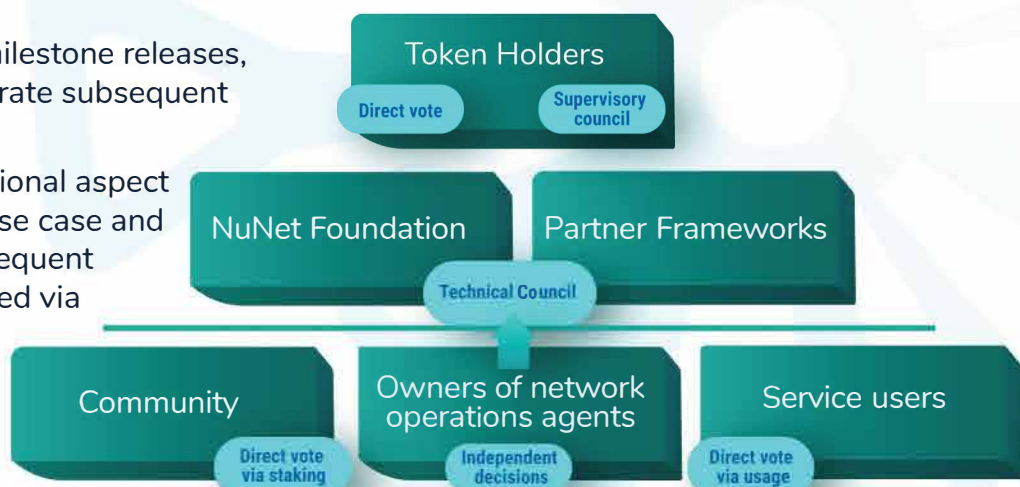 milestone releases,
rate subsequent
ional aspect
se case and
equent
ed via
Token Holders
Direct vote
Supervisory
council
NuNet Foundation
Partner Frameworks
Technical Council
Community
Direct vote
via staking
Owners of network
operations agents
Independent
decisions
Service users
Direct vote
via usage